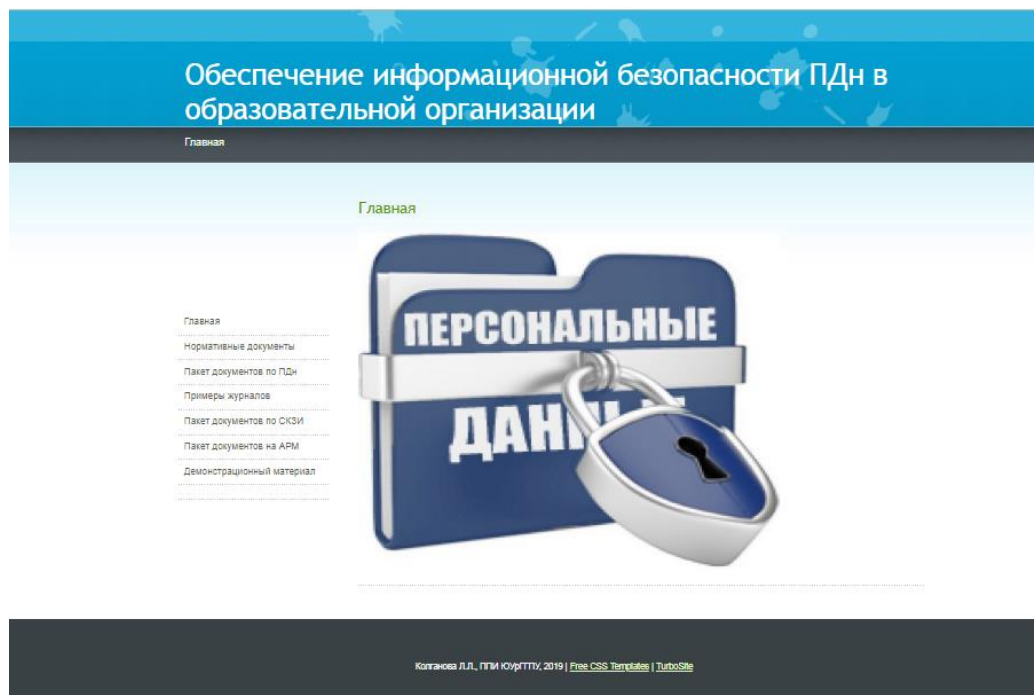 Обеспечение информационной безопасности ПДн в
образовательной организации
Главная
Главная
ПЕРСОНАЛЬНЫЕ
Главная
Нормативные документы
Пакет документов по ПДн
Примеры журналов
Пакет документов по СКЗИ
Пакет документов на АРМ
Демонстрационный материал
Колганова Л.Л., ППИ ЮУрГГПУ, 2019 | Free CSS Templates | TurboSite